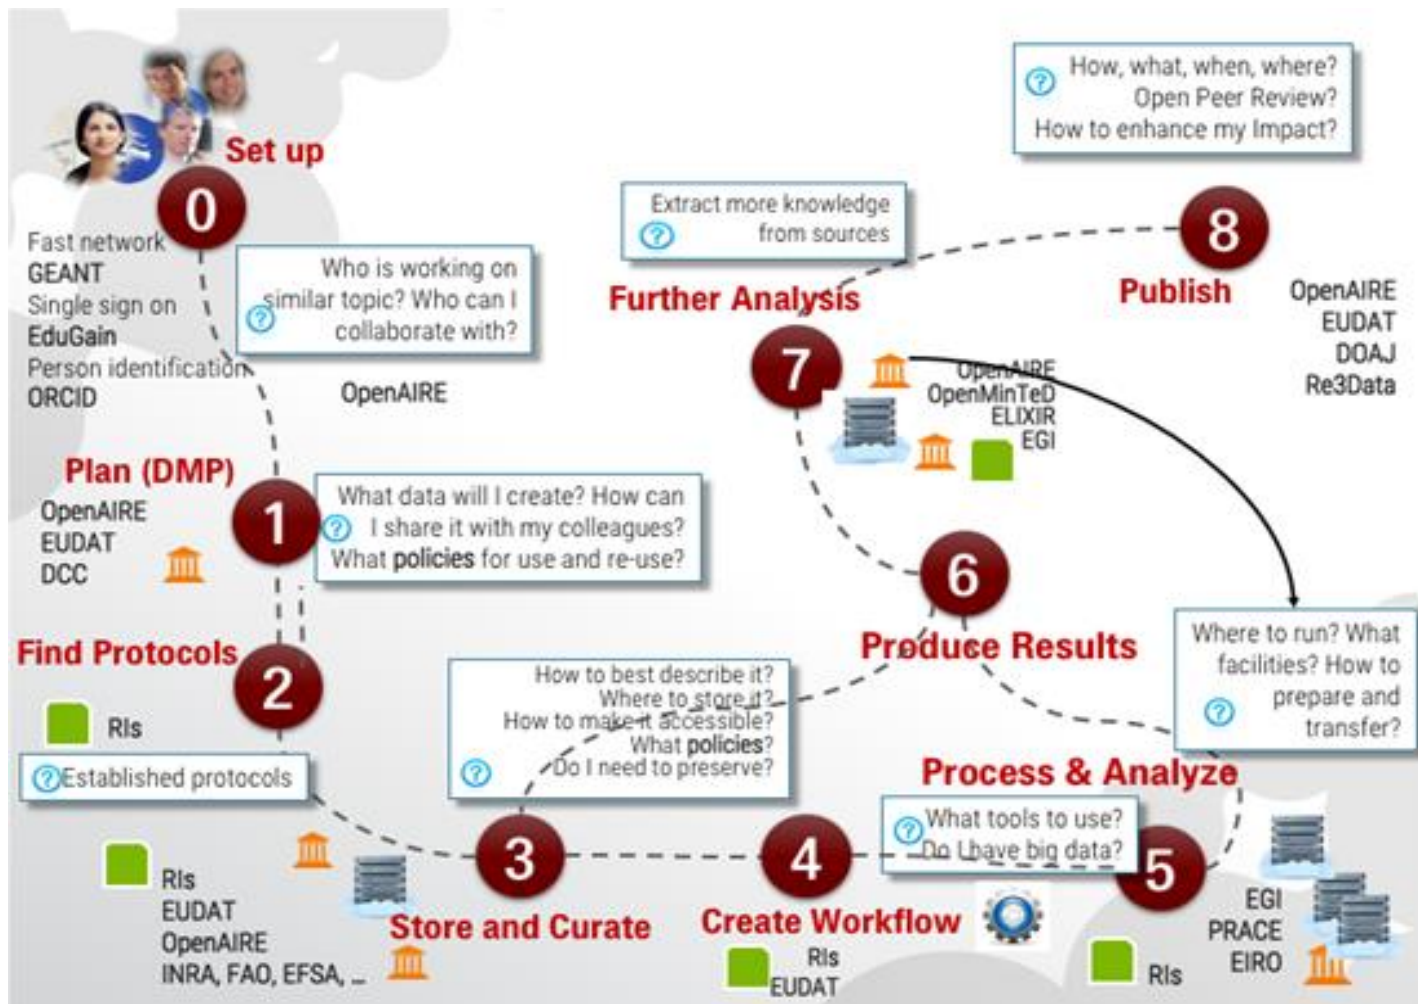 Set up
0
Fast network
GEANT
Single sign on
EduGain
Person identification
ORCID
Who is working on
similar topic? Who can I
collaborate with?
OpenAIRE
Plan (DMP)
1
OpenAIRE
EUDAT
DCC
What data will I create? How can
I share it with my colleagues?
What policies for use and re-use?
Find Protocols
2
RIs
Established protocols
3
Store and Curate
RIs
EUDAT
OpenAIRE
INRA, FAO, EFSA, ...
How to best describe it?
Where to store it?
How to make it accessible?
What policies?
Do I need to preserve?
4
Create Workflow
RIs
EUDAT
Process & Analyze
5
What tools to use?
Do I have big data?
RIs
EGI
PRACE
EIRO
Where to run? What
facilities? How to
prepare and
transfer?
6
Produce Results
Extract more knowledge
from sources
Further Analysis
7
OpenAIRE
OpenMinTeD
ELIXIR
EGI
How, what, when, where?
Open Peer Review?
How to enhance my Impact?
8
Publish
OpenAIRE
EUDAT
DOAJ
Re3Data